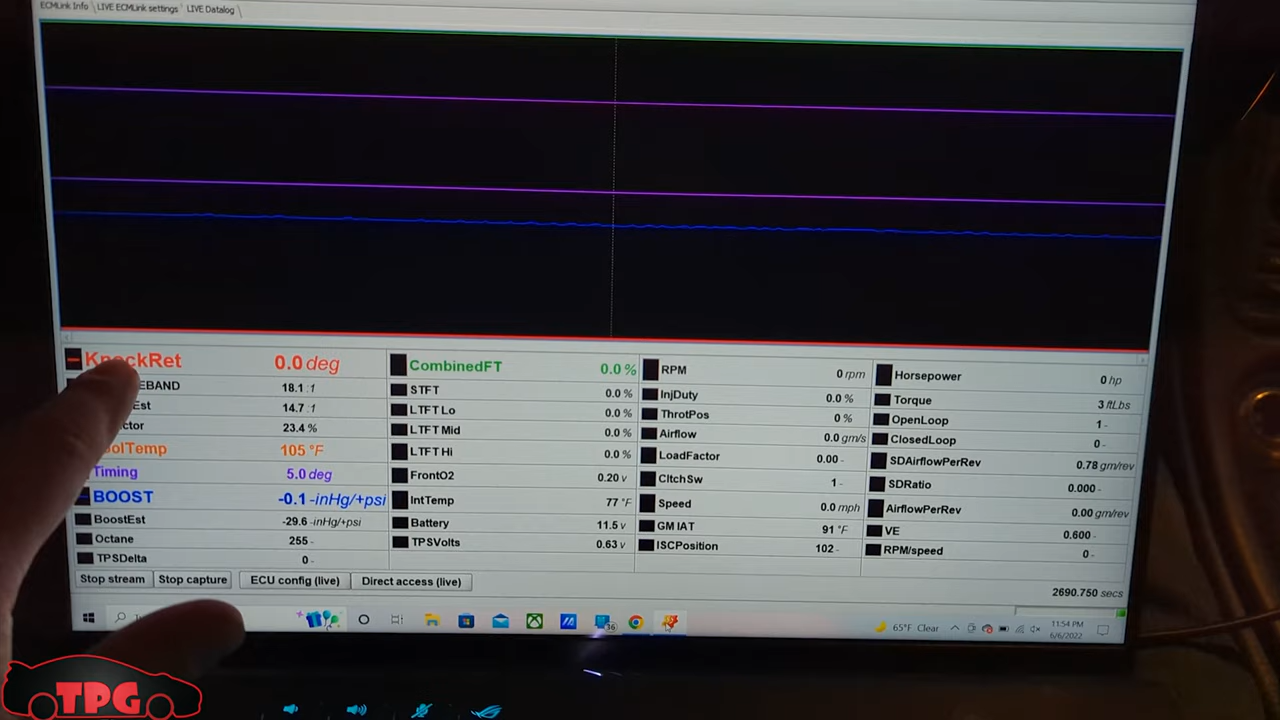 ECMLink Info LIVE ECMLink settings LIVE Datalog
KnockRet 0.0 deg
EBAND 18.1 :1
Est 14.7 :1
ctor 23.4 %
olTemp 105 °F
Timing 5.0 deg
BOOST -0.1 -inHg/+psi
BoostEst -29.6 -inHg/+psi
Octane 255 -
TPSDelta 0 -
CombinedFT 0.0 %
STFT 0.0 %
LTFT Lo 0.0 %
LTFT Mid 0.0 %
LTFT Hi 0.0 %
FrontO2 0.20 v
IntTemp 77 °F
Battery 11.5 v
TPSVolts 0.63 v
RPM 0 rpm
InjDuty 0.0 %
ThrotPos 0 %
Airflow 0.0 gm/s
LoadFactor 0.00 -
CltchSw 1 -
Speed 0.0 mph
GM IAT 91 °F
ISCPosition 102 -
Horsepower 0 hp
Torque 3 ftLbs
OpenLoop 1 -
ClosedLoop 0 -
SDAirflowPerRev 0.78 gm/rev
SDRatio 0.000 -
AirflowPerRev 0.00 gm/rev
VE 0.600 -
RPM/speed 0 -
Stop stream Stop capture ECU config (live) Direct access (live)
2690.750 secs
36
65°F Clear
11:54 PM
6/6/2022
TPG